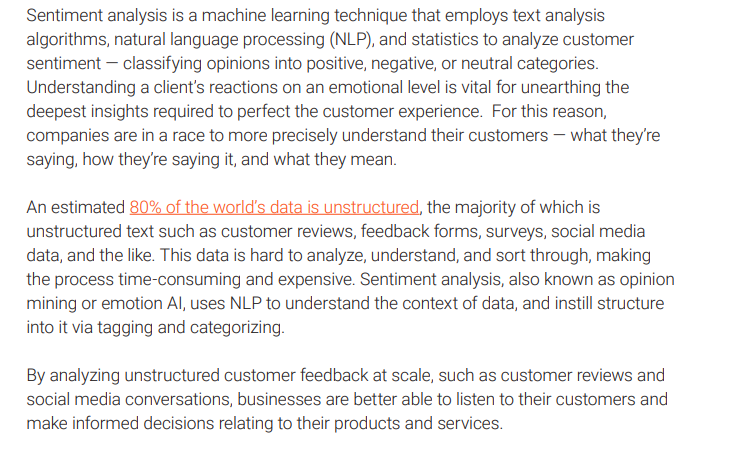 Sentiment analysis is a machine learning technique that employs text analysis
algorithms, natural language processing (NLP), and statistics to analyze customer
sentiment — classifying opinions into positive, negative, or neutral categories.
Understanding a client's reactions on an emotional level is vital for unearthing the
deepest insights required to perfect the customer experience.  For this reason,
companies are in a race to more precisely understand their customers — what they're
saying, how they're saying it, and what they mean.
An estimated 80% of the world's data is unstructured, the majority of which is
unstructured text such as customer reviews, feedback forms, surveys, social media
data, and the like. This data is hard to analyze, understand, and sort through, making
the process time-consuming and expensive. Sentiment analysis, also known as opinion
mining or emotion AI, uses NLP to understand the context of data, and instill structure
into it via tagging and categorizing.
By analyzing unstructured customer feedback at scale, such as customer reviews and
social media conversations, businesses are better able to listen to their customers and
make informed decisions relating to their products and services.